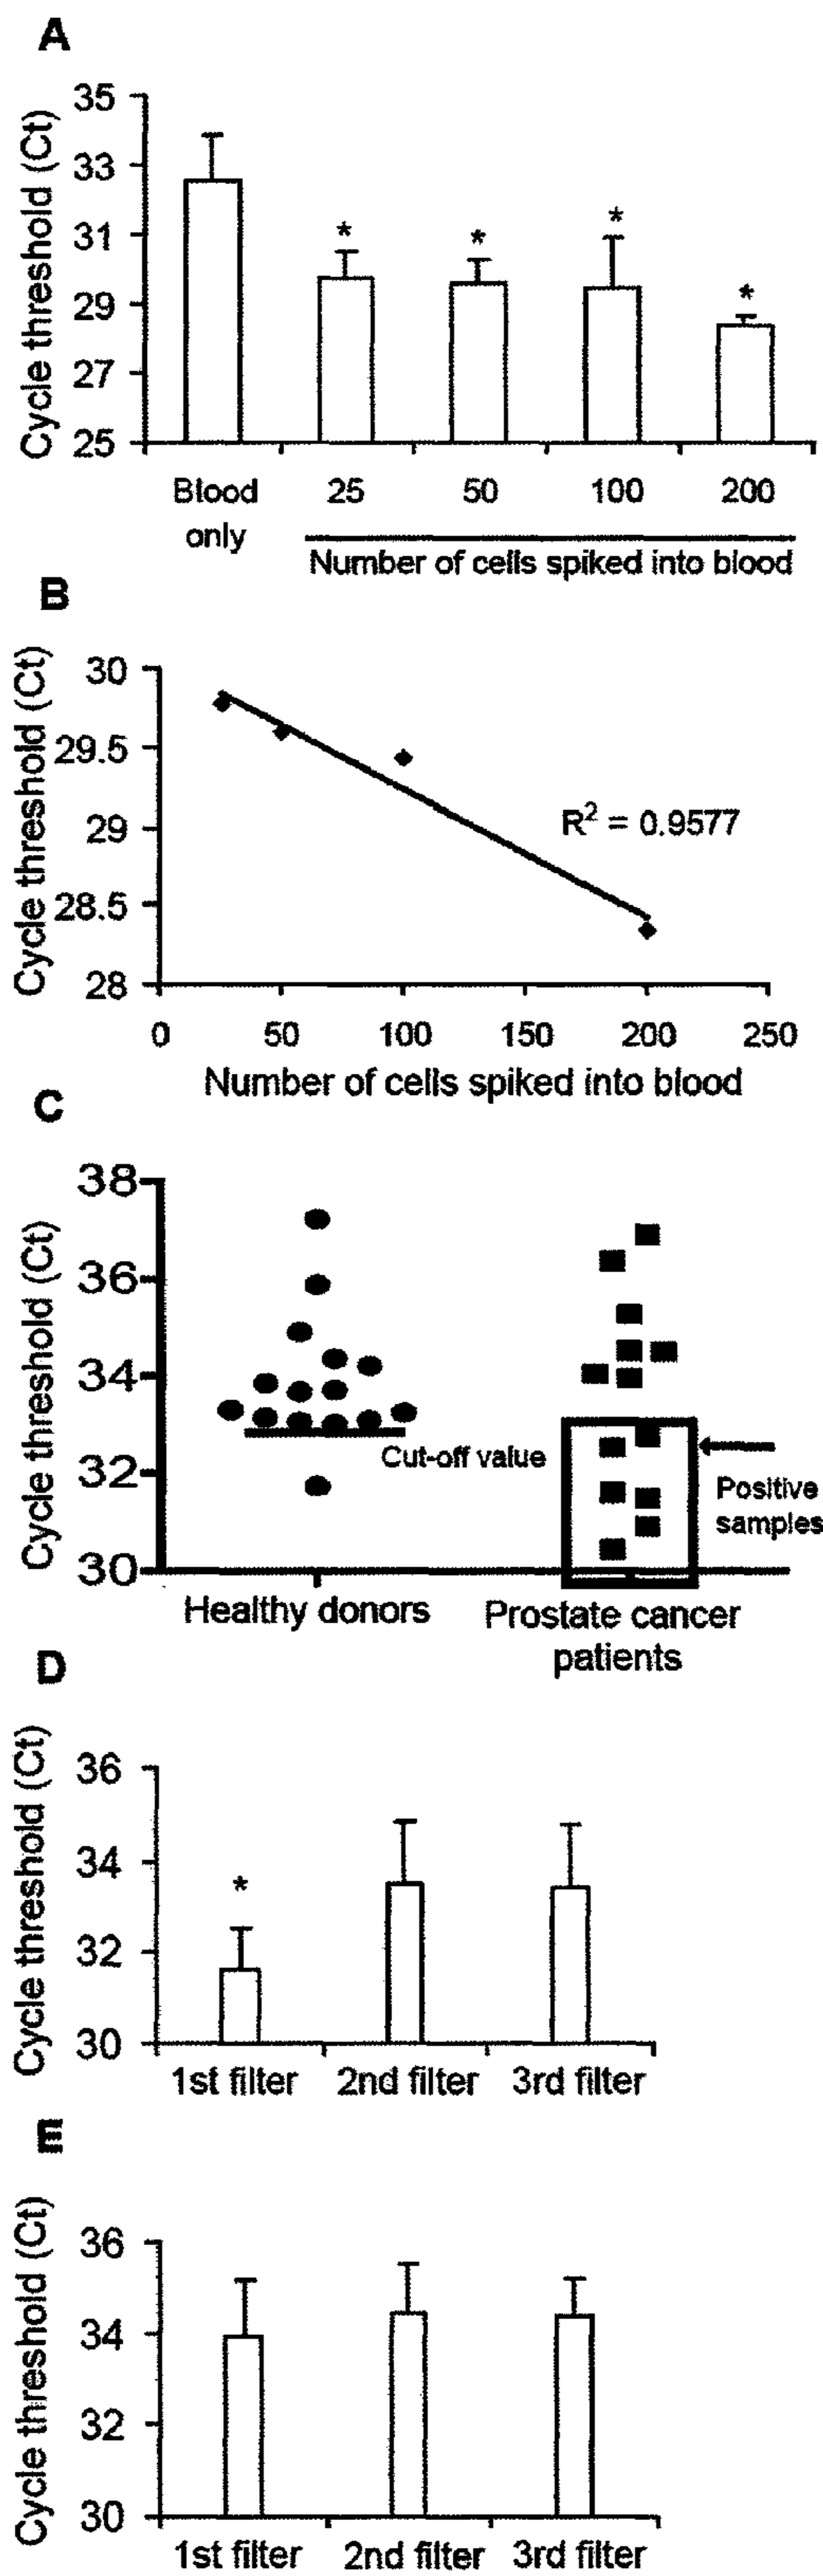 A
Cycle threshold (Ct)
35
33
31
29
27
25
*
*
*
*
Blood only
25
50
100
200
Number of cells spiked into blood
B
Cycle threshold (Ct)
30
29.5
29
28.5
28
R² = 0.9577
0
50
100
150
200
250
Number of cells spiked into blood
C
Cycle threshold (Ct)
38
36
34
32
30
Cut-off value
Positive
samples
Healthy donors
Prostate cancer
patients
D
Cycle threshold (Ct)
36
34
32
30
*
1st filter
2nd filter
3rd filter
E
Cycle threshold (Ct)
36
34
32
30
1st filter
2nd filter
3rd filter